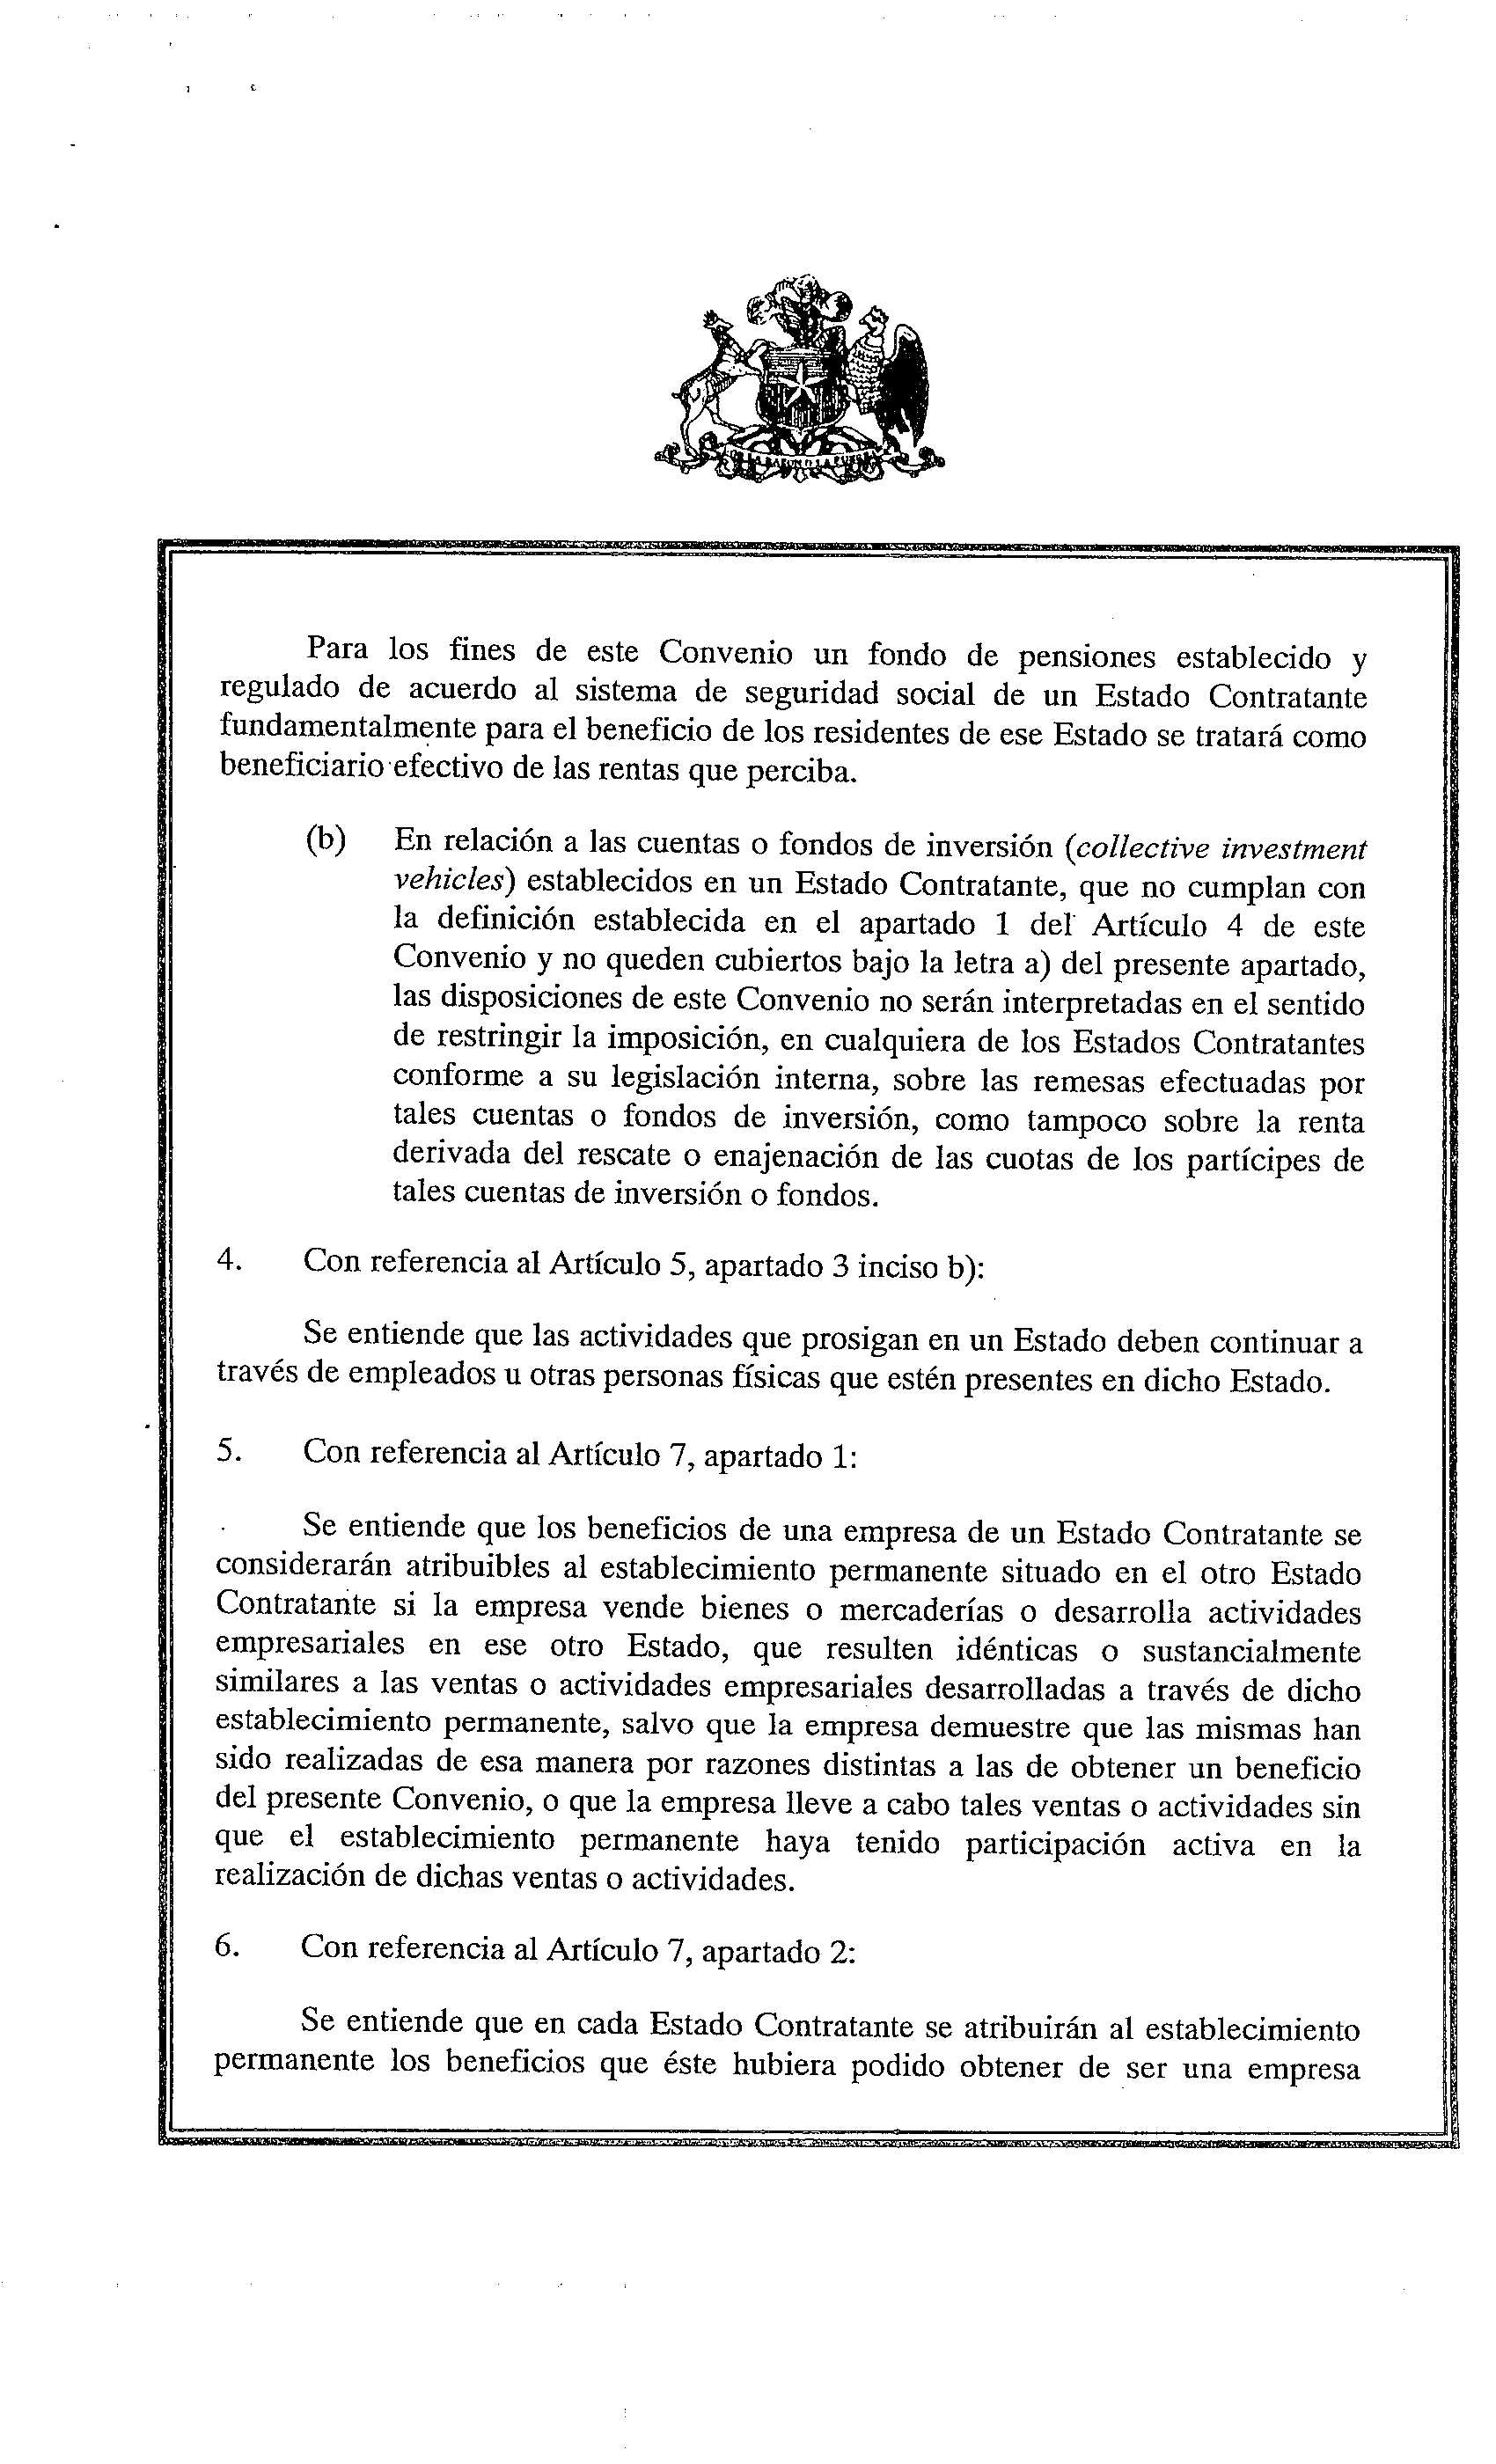 Para los fines de este Convenio un fondo de pensiones establecido y
regulado de acuerdo al sistema de seguridad social de un Estado Contratante
fundamentalmente para el beneficio de los residentes de ese Estado se tratará como
beneficiario efectivo de las rentas que perciba.
(b) En relación a las cuentas o fondos de inversión (collective investment
vehicles) establecidos en un Estado Contratante, que no cumplan con
la definición establecida en el apartado 1 del Artículo 4 de este
Convenio y no queden cubiertos bajo la letra a) del presente apartado,
las disposiciones de este Convenio no serán interpretadas en el sentido
de restringir la imposición, en cualquiera de los Estados Contratantes
conforme a su legislación interna, sobre las remesas efectuadas por
tales cuentas o fondos de inversión, como tampoco sobre la renta
derivada del rescate o enajenación de las cuotas de los partícipes de
tales cuentas de inversión o fondos.
4. Con referencia al Artículo 5, apartado 3 inciso b):
Se entiende que las actividades que prosigan en un Estado deben continuar a
través de empleados u otras personas físicas que estén presentes en dicho Estado.
5. Con referencia al Artículo 7, apartado 1:
Se entiende que los beneficios de una empresa de un Estado Contratante se
considerarán atribuibles al establecimiento permanente situado en el otro Estado
Contratante si la empresa vende bienes o mercaderías o desarrolla actividades
empresariales en ese otro Estado, que resulten idénticas o sustancialmente
similares a las ventas o actividades empresariales desarrolladas a través de dicho
establecimiento permanente, salvo que la empresa demuestre que las mismas han
sido realizadas de esa manera por razones distintas a las de obtener un beneficio
del presente Convenio, o que la empresa lleve a cabo tales ventas o actividades sin
que el establecimiento permanente haya tenido participación activa en la
realización de dichas ventas o actividades.
6. Con referencia al Artículo 7, apartado 2:
Se entiende que en cada Estado Contratante se atribuirán al establecimiento
permanente los beneficios que éste hubiera podido obtener de ser una empresa